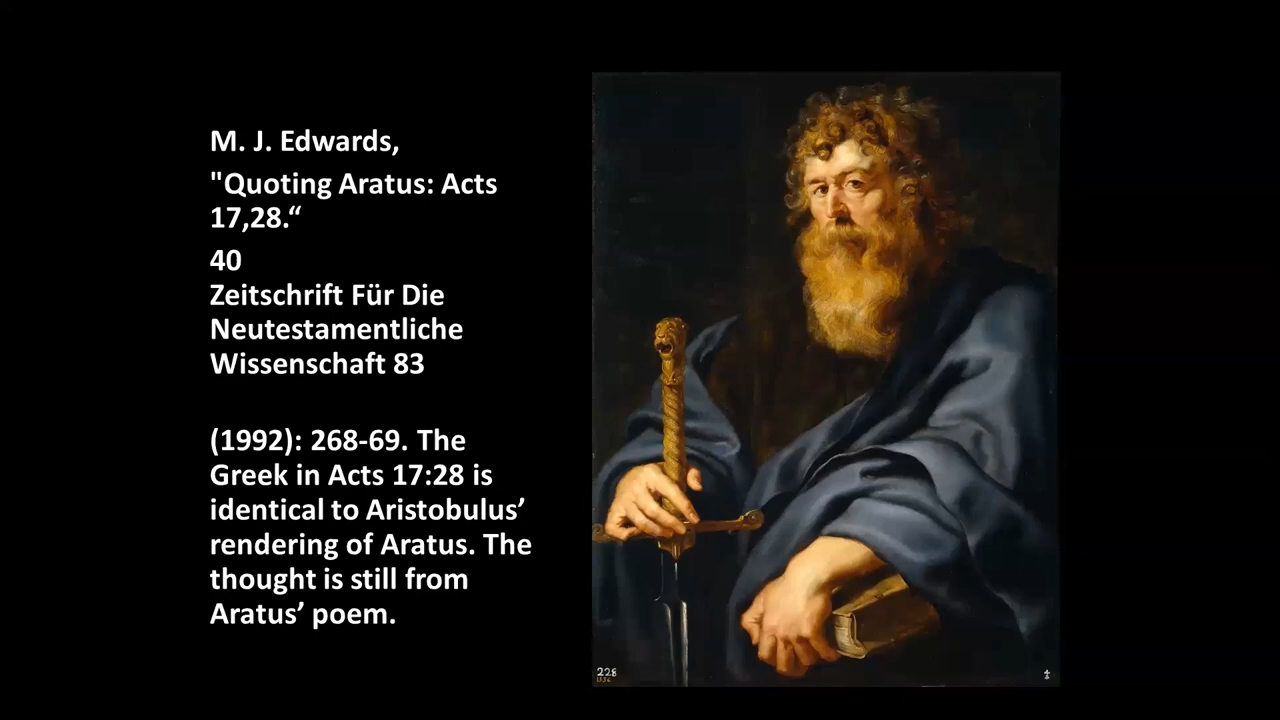 M. J. Edwards,
"Quoting Aratus: Acts
17,28.“
40
Zeitschrift Für Die
Neutestamentliche
Wissenschaft 83
(1992): 268-69. The
Greek in Acts 17:28 is
identical to Aristobulus’
rendering of Aratus. The
thought is still from
Aratus’ poem.
228